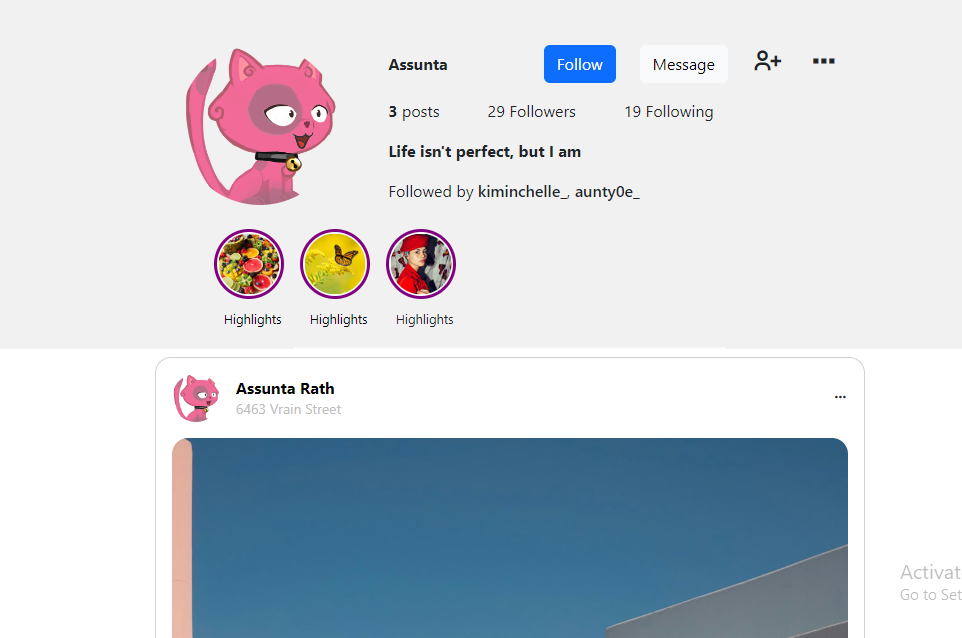 Assunta
Follow
Message
3 posts
29 Followers
19 Following
Life isn't perfect, but I am
Followed by kiminchelle_, aunty0e_
Highlights
Highlights
Highlights
Assunta Rath
6463 Vrain Street
Activat
Go to Set